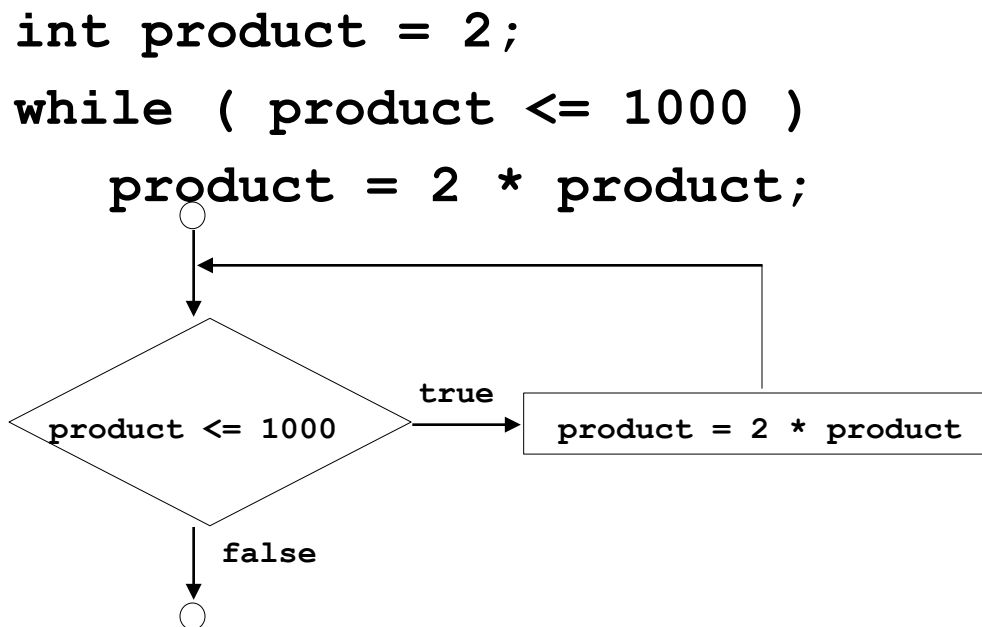 int product = 2;
while ( product <= 1000 )
product = 2 * product;
true
product <= 1000
product = 2 * product
false